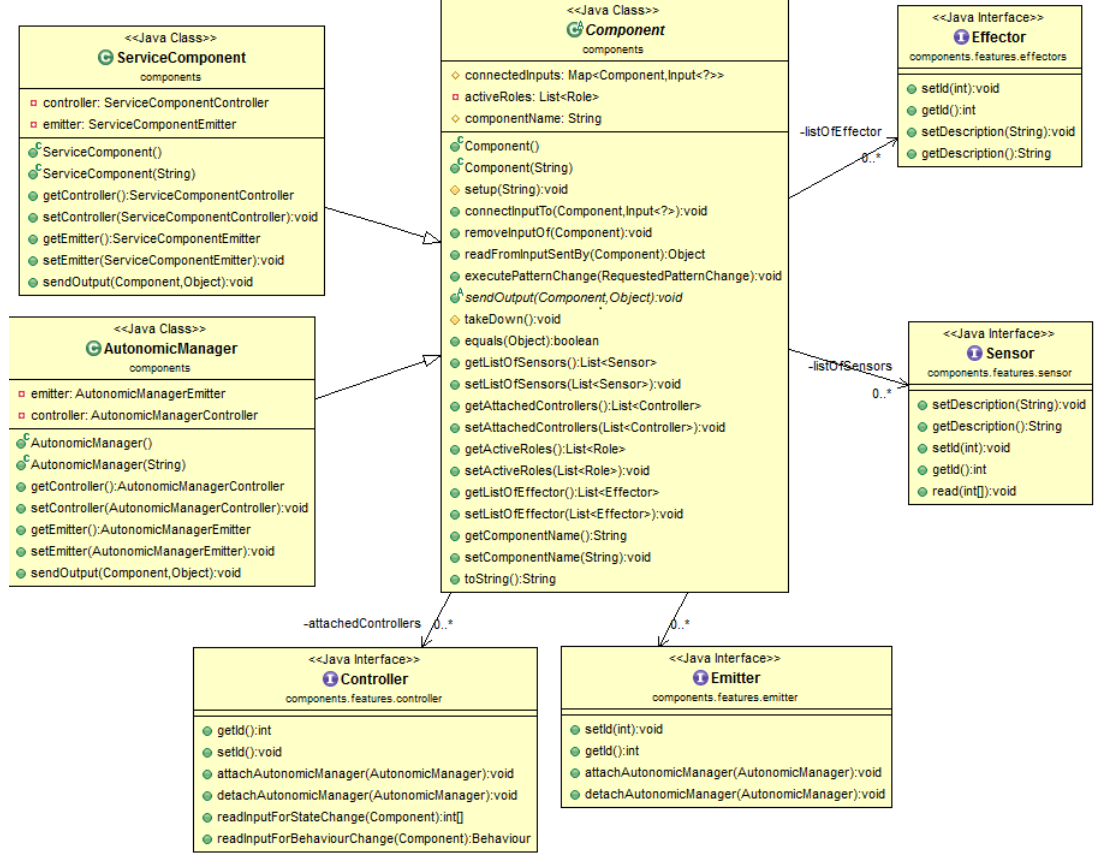 <<Java Class>>
ServiceComponent
components
controller: ServiceComponentController
emitter: ServiceComponentEmitter
ServiceComponent()
ServiceComponent(String)
getController():ServiceComponentController
setController(ServiceComponentController):void
getEmitter():ServiceComponentEmitter
setEmitter(ServiceComponentEmitter):void
sendOutput(Component,Object):void
<<Java Class>>
AutonomicManager
components
emitter: AutonomicManagerEmitter
controller: AutonomicManagerController
AutonomicManager()
AutonomicManager(String)
getController():AutonomicManagerController
setController(AutonomicManagerController):void
getEmitter():AutonomicManagerEmitter
setEmitter(AutonomicManagerEmitter):void
sendOutput(Component,Object):void
<<Java Class>>
Component
components
connectedInputs: Map<Component,Input<?>>
activeRoles: List<Role>
componentName: String
Component()
Component(String)
setup(String):void
connectInputTo(Component,Input<?>):void
removeInputOf(Component):void
readFromInputSentBy(Component):Object
executePatternChange(RequestedPatternChange):void
sendOutput(Component,Object):void
takeDown():void
equals(Object):boolean
getListOfSensors():List<Sensor>
setListOfSensors(List<Sensor>):void
getAttachedControllers():List<Controller>
setAttachedControllers(List<Controller>):void
getActiveRoles():List<Role>
setActiveRoles(List<Role>):void
getListOfEffector():List<Effector>
setListOfEffector(List<Effector>):void
getComponentName():String
setComponentName(String):void
toString():String
-listOfEffector
0..*
<<Java Interface>>
Effector
components.features.effectors
setId(int):void
getId():int
setDescription(String):void
getDescription():String
-listOfSensors
0..*
<<Java Interface>>
Sensor
components.features.sensor
setDescription(String):void
getDescription():String
setId(int):void
getId():int
read(int[]):void
-attachedControllers
0..*
0..*
<<Java Interface>>
Controller
components.features.controller
getId():int
setId():void
attachAutonomicManager(AutonomicManager):void
detachAutonomicManager(AutonomicManager):void
readInputForStateChange(Component):int[]
readInputForBehaviourChange(Component):Behaviour
<<Java Interface>>
Emitter
components.features.emitter
setId(int):void
getId():int
attachAutonomicManager(AutonomicManager):void
detachAutonomicManager(AutonomicManager):void